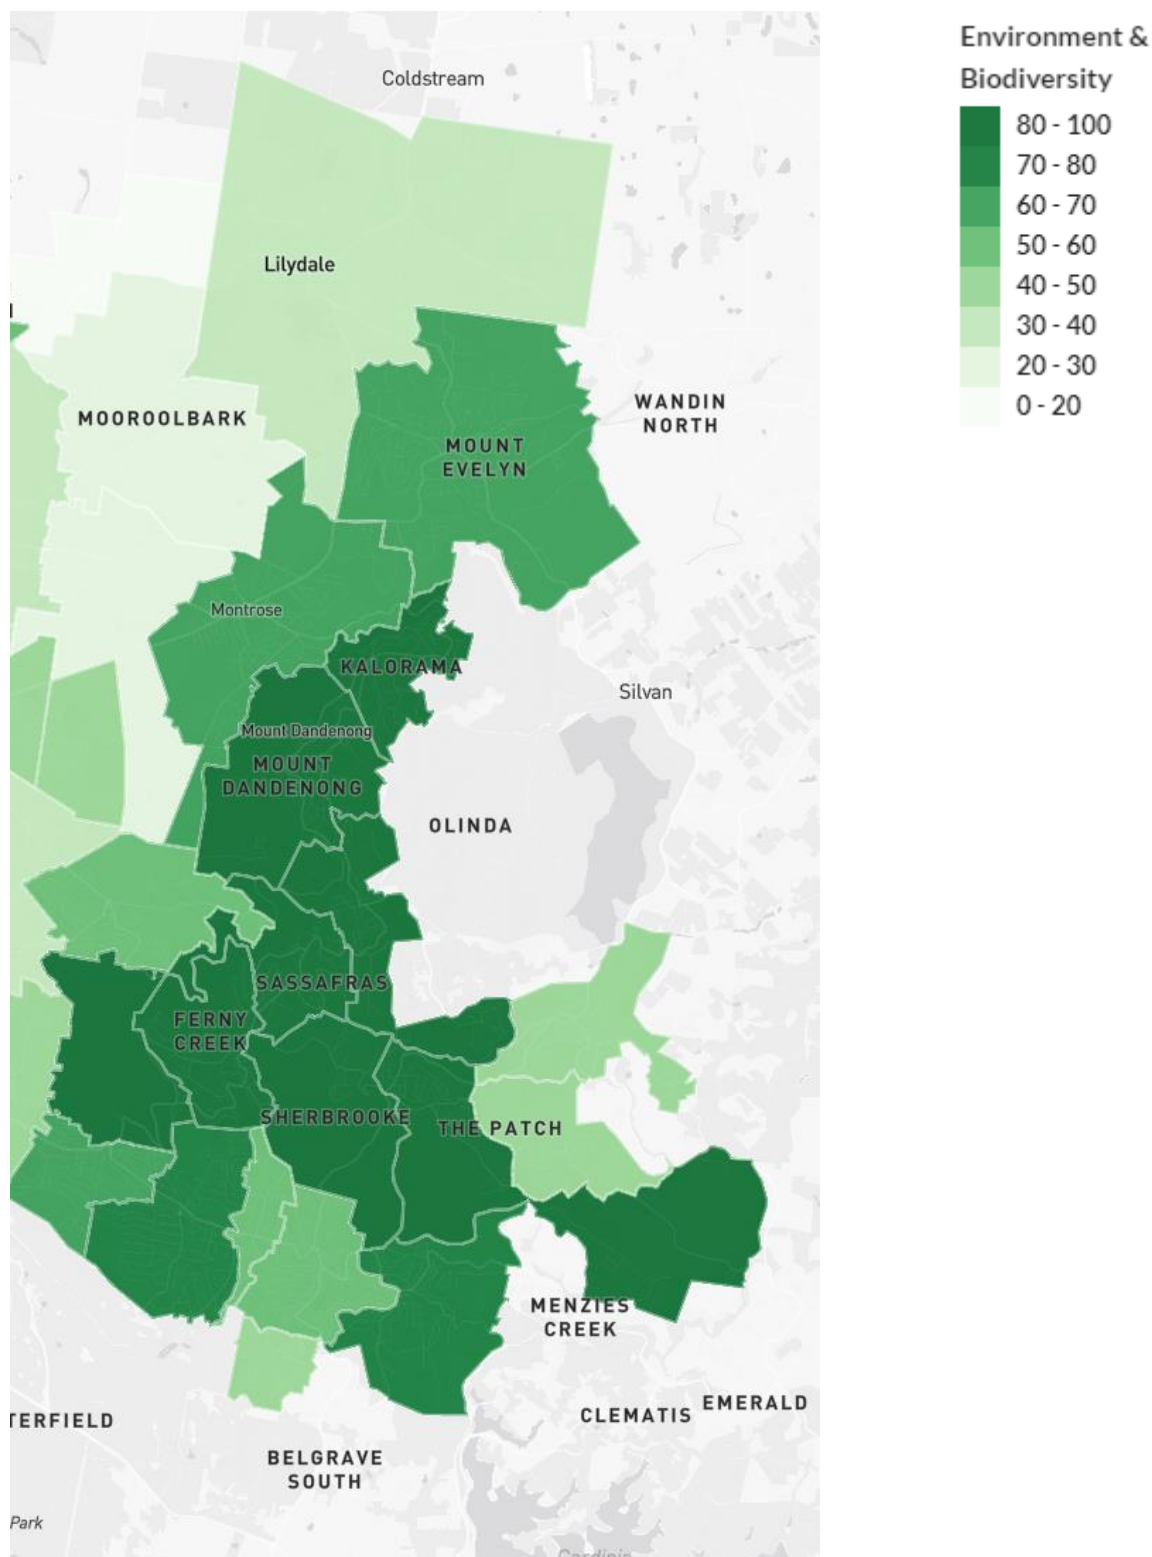 Coldstream
Lilydale
MOOROOLBARK
WANDIN
NORTH
MOUNT
EVELYN
Montrose
KALORAMA
Silvan
Mount Dandenong
MOUNT
DANDENONG
OLINDA
SASSAFRAS
FERNY
CREEK
SHERBROOKE
THE PATCH
MENZIES
CREEK
EMERALD
CLEMATIS
TERFIELD
BELGRAVE
SOUTH
Park
Environment &
Biodiversity
80 - 100
70 - 80
60 - 70
50 - 60
40 - 50
30 - 40
20 - 30
0 - 20